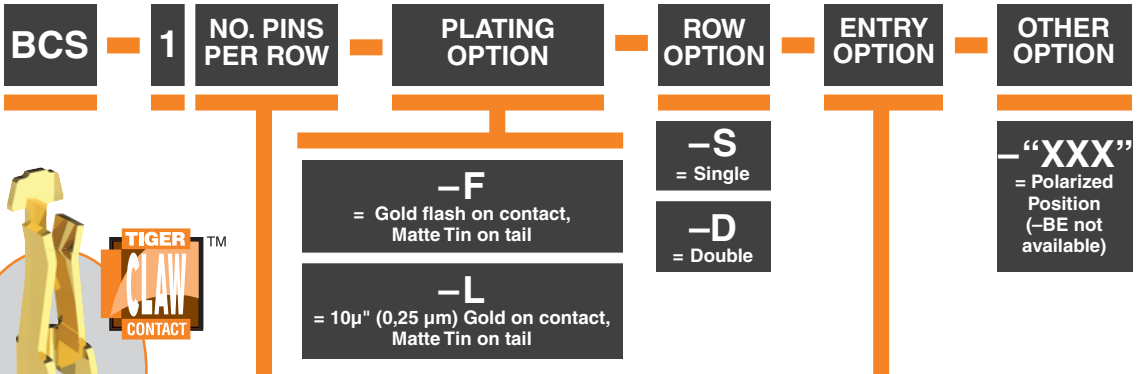 BCS
1
NO. PINS
PER ROW
PLATING
OPTION
ROW
OPTION
ENTRY
OPTION
OTHER
OPTION
–F
= Gold flash on contact,
Matte Tin on tail
–L
= 10µ" (0,25 µm) Gold on contact,
Matte Tin on tail
–S
= Single
–D
= Double
–“XXX”
= Polarized
Position
(–BE not
available)
TIGER
CLAW
CONTACT
TM